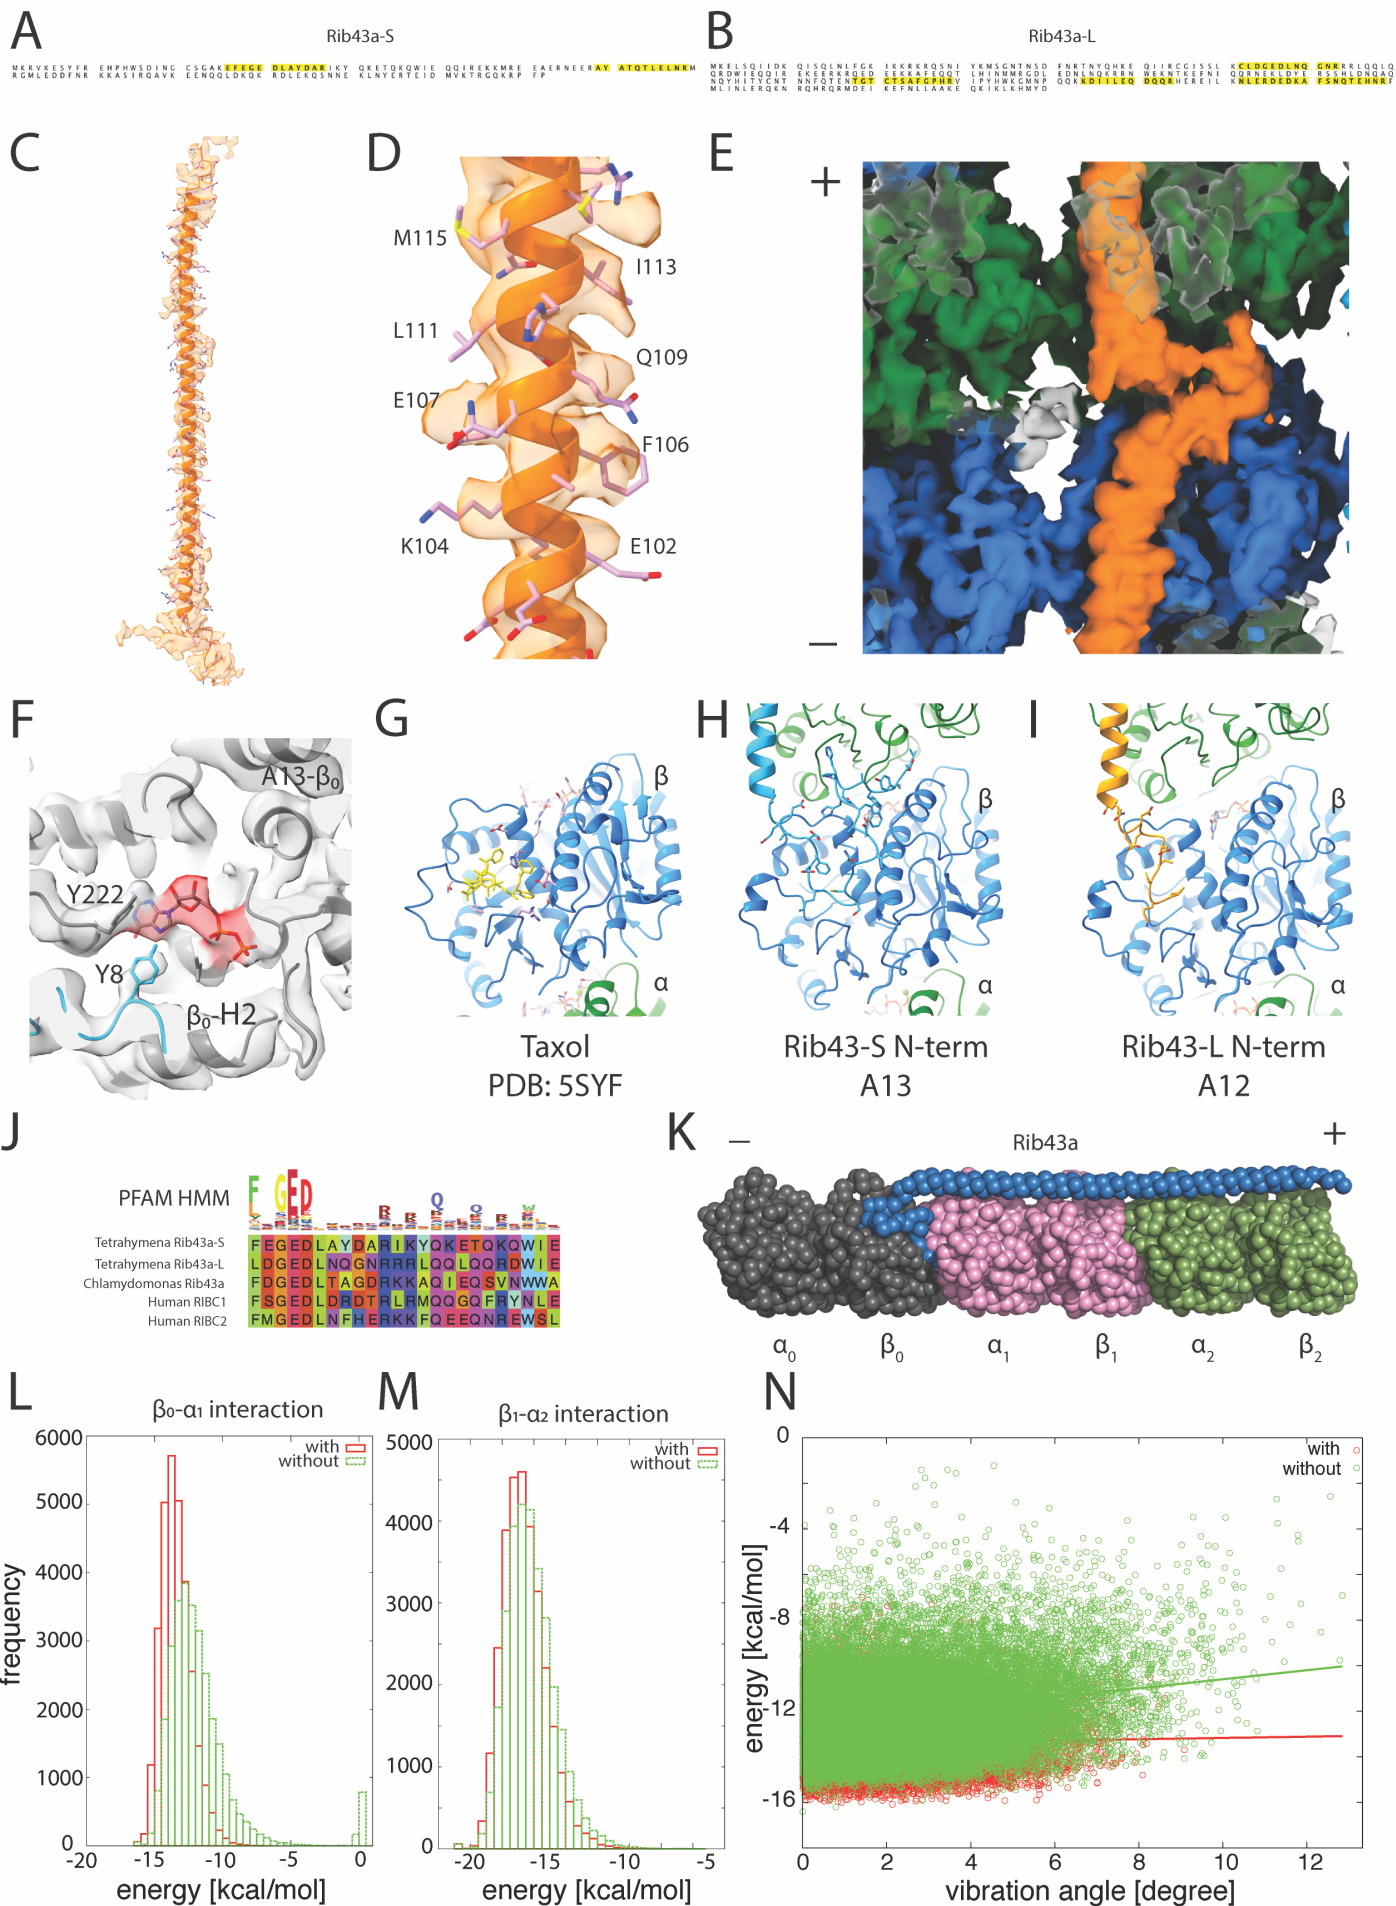 A
Rib43a-S
B
Rib43a-L
C
D
M115
I113
L111
Q109
E107
F106
K104
E102
E
+
–
F
A13-β0
Y222
Y8
β0-H2
G
β
α
Taxol
PDB: 5SYF
H
β
α
Rib43-S N-term
A13
I
β
α
Rib43-L N-term
A12
J
PFAM HMM
F GED R R Q Q R W
Tetrahymena Rib43a-S FEGEDLAYDARIKYQKETQKQWIE
Tetrahymena Rib43a-L LDGEDLNQGNRRRLQQLQQRDWIE
Chlamydomonas Rib43a FDGEDLTAGDRKKAQIEQSVNWWA
Human RIBC1 FSGEDLDRDTRLRMQQGQFRYNLE
Human RIBC2 FMGEDLNFHERKKFQEEQNREWSL
K
–
Rib43a
+
α0 β0 α1 β1 α2 β2
L
β0-α1 interaction
with
without
frequency
6000
5000
4000
3000
2000
1000
0
-20 -15 -10 -5 0
energy [kcal/mol]
M
β1-α2 interaction
with
without
5000
4000
3000
2000
1000
0
-20 -15 -10 -5
energy [kcal/mol]
N
with
without
energy [kcal/mol]
0
-4
-8
-12
-16
0 2 4 6 8 10 12
vibration angle [degree]